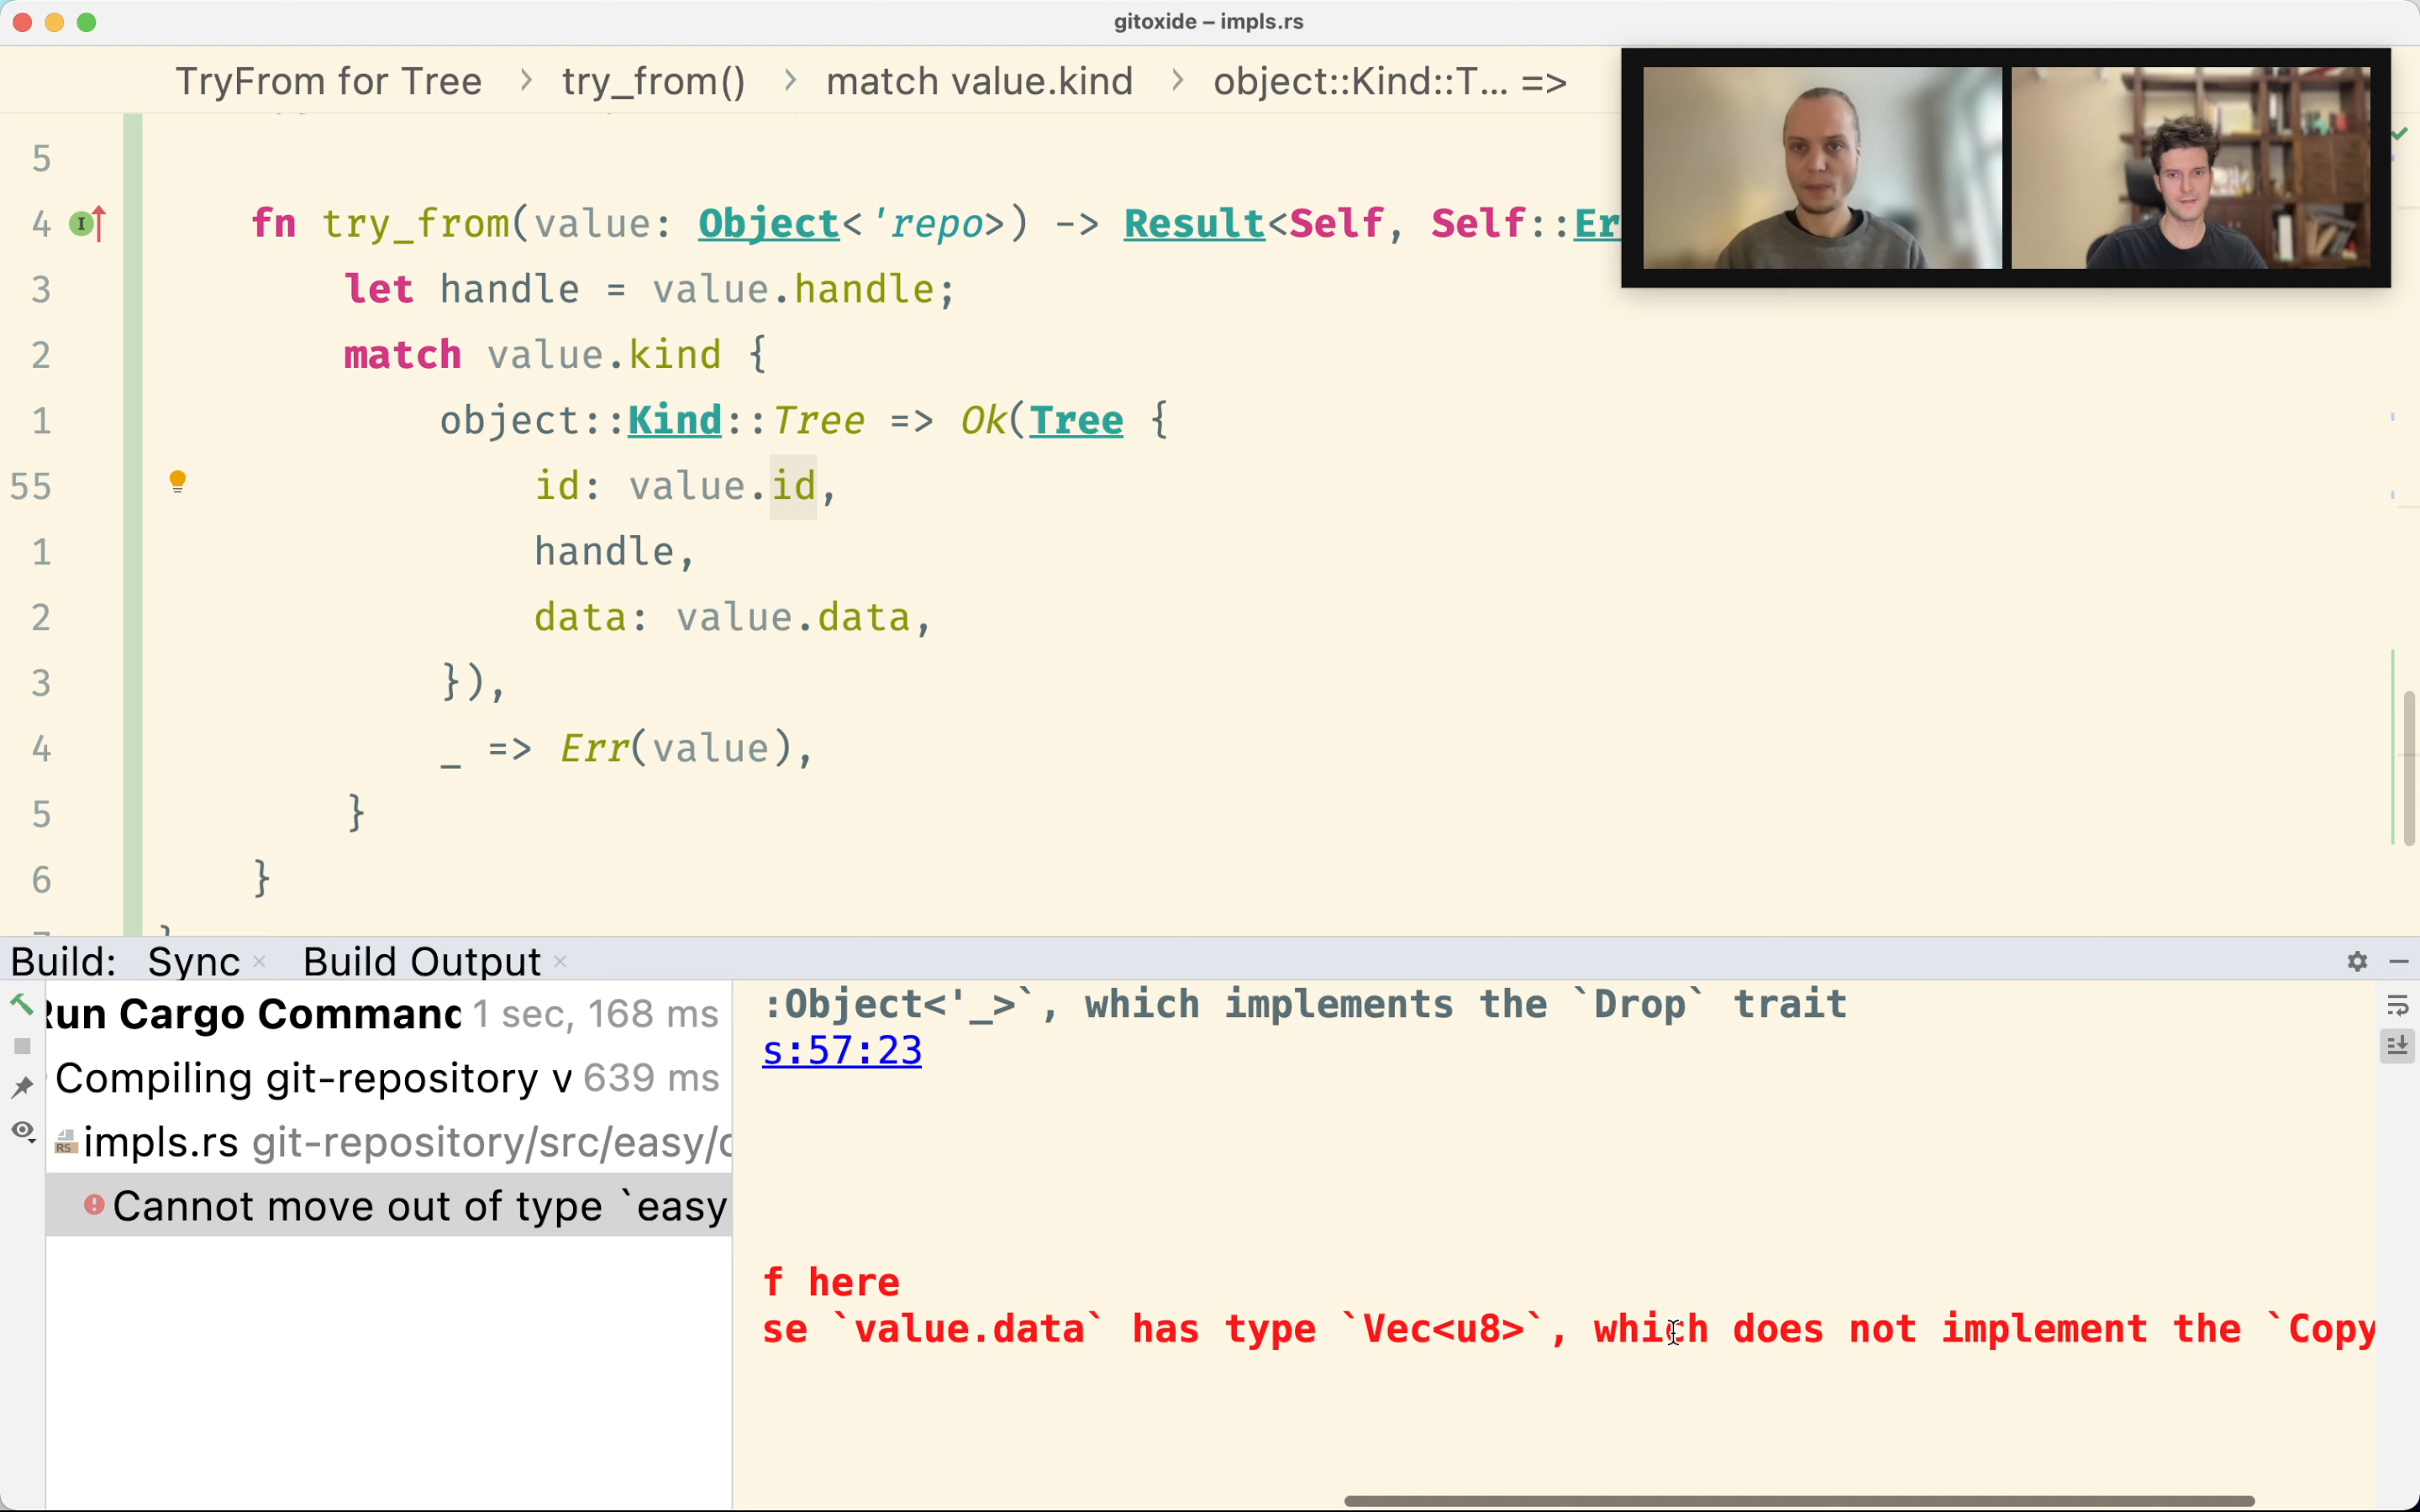 gitoxide – impls.rs
TryFrom for Tree › try_from() › match value.kind › object::Kind::T... =>
5
4 fn try_from(value: Object<'repo>) -> Result<Self, Self::Er
3 let handle = value.handle;
2 match value.kind {
1 object::Kind::Tree => Ok(Tree {
55 id: value.id,
1 handle,
2 data: value.data,
3 }),
4 _ => Err(value),
5 }
6 }
}
Build: Sync × Build Output ×
Run Cargo Command 1 sec, 168 ms
Compiling git-repository v 639 ms
impls.rs git-repository/src/easy/o
Cannot move out of type `easy
:Object<'_>`, which implements the `Drop` trait
s:57:23
f here
se `value.data` has type `Vec<u8>`, which does not implement the `Copy